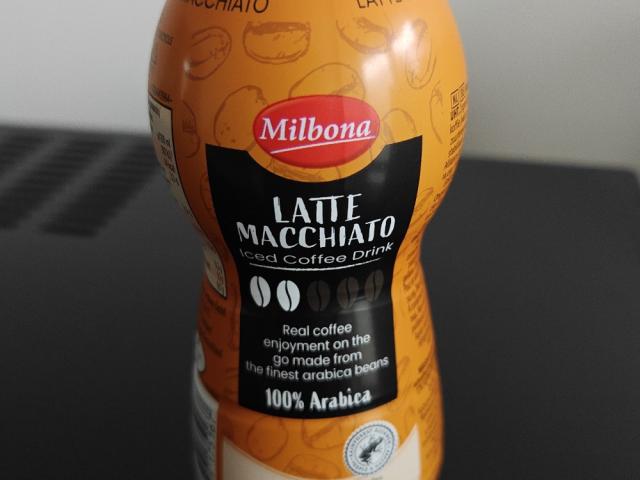 MACCHIATO
Milbona
LATTE
MACCHIATO
Iced Coffee Drink
Real coffee
enjoyment on the
go made from
the finest arabica beans
100% Arabica